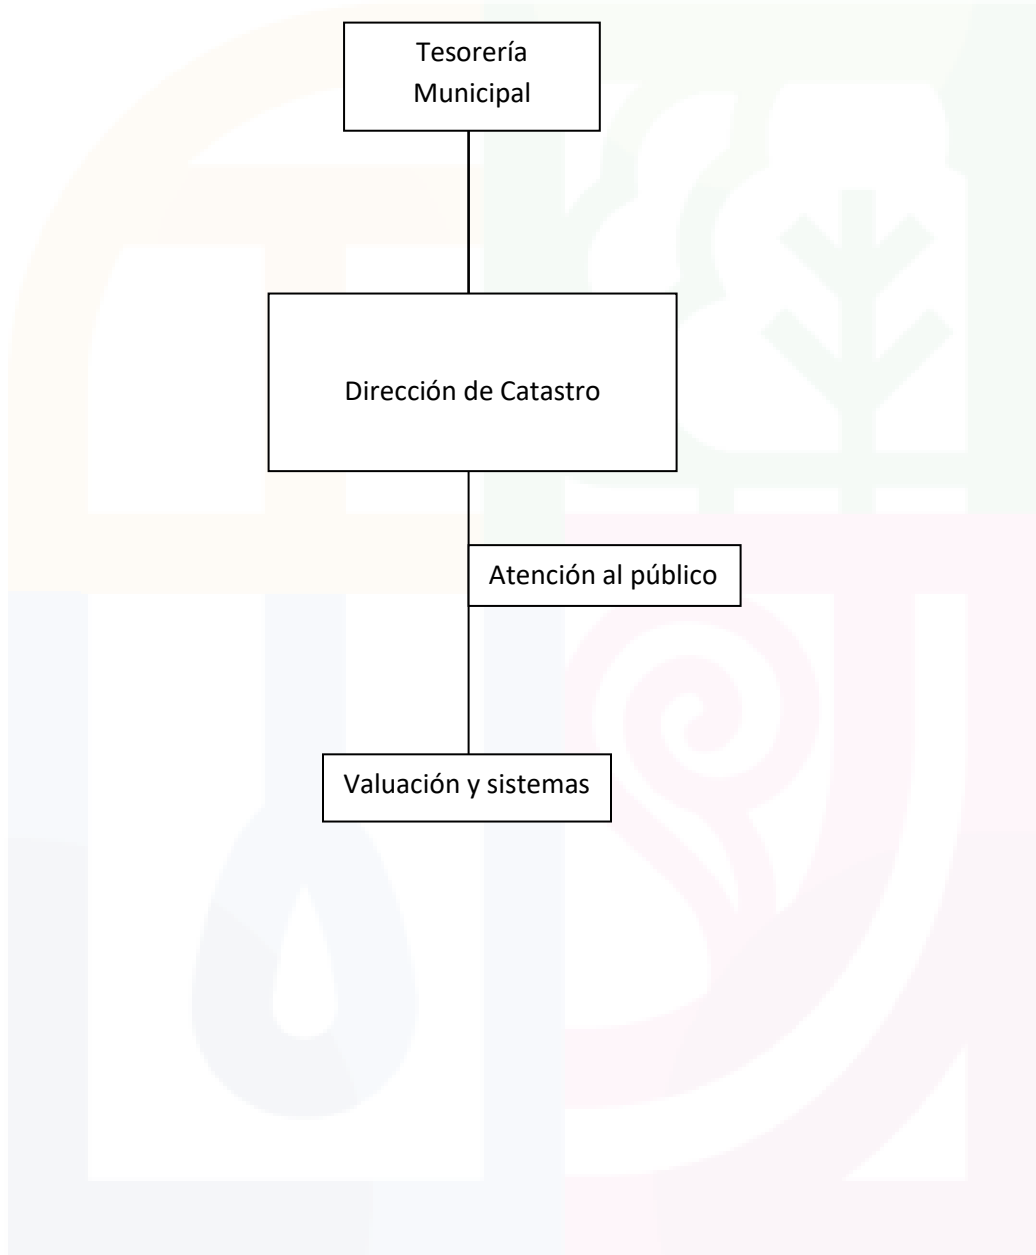 Tesorería
Municipal
Dirección de Catastro
Atención al público
Valuación y sistemas